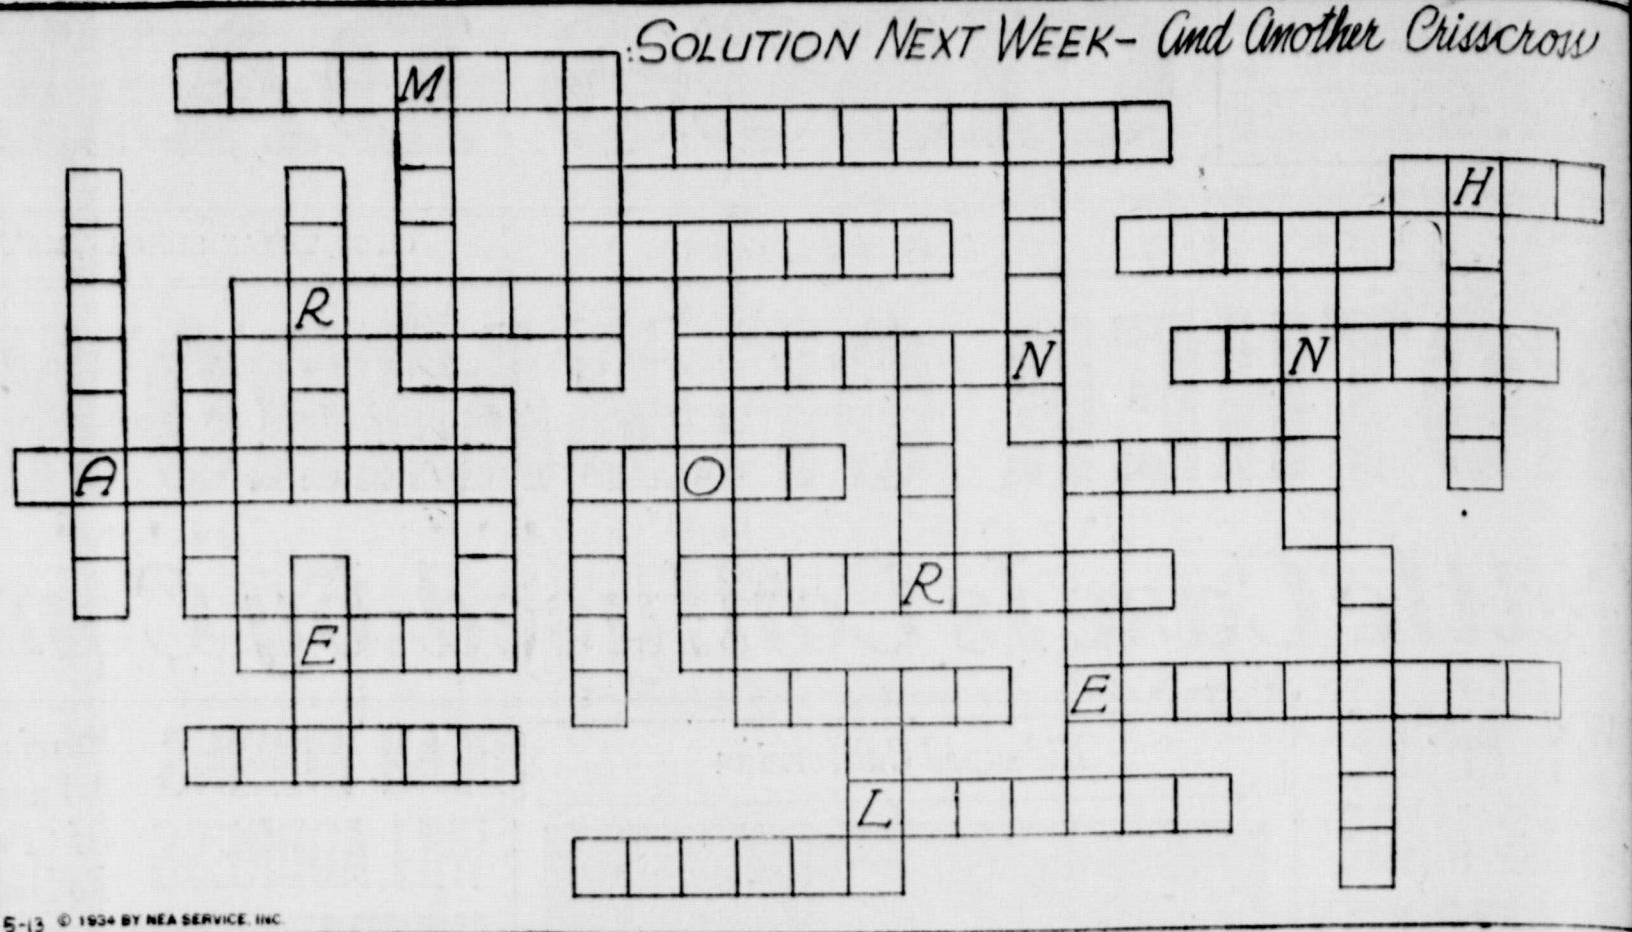 SOLUTION NEXT WEEK- And Another Crisscross
M
H
R
N
N
A
O
R
E
E
L
5-13 © 1934 BY NEA SERVICE, INC.